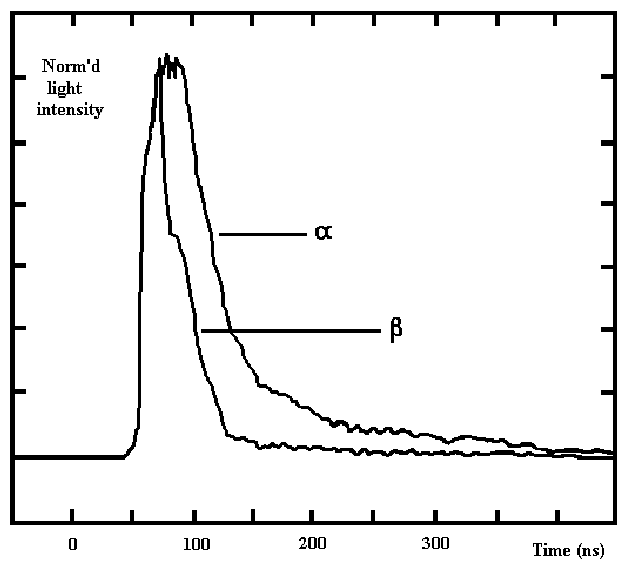 Norm'd
light
intensity
α
β
0 100 200 300 Time (ns)